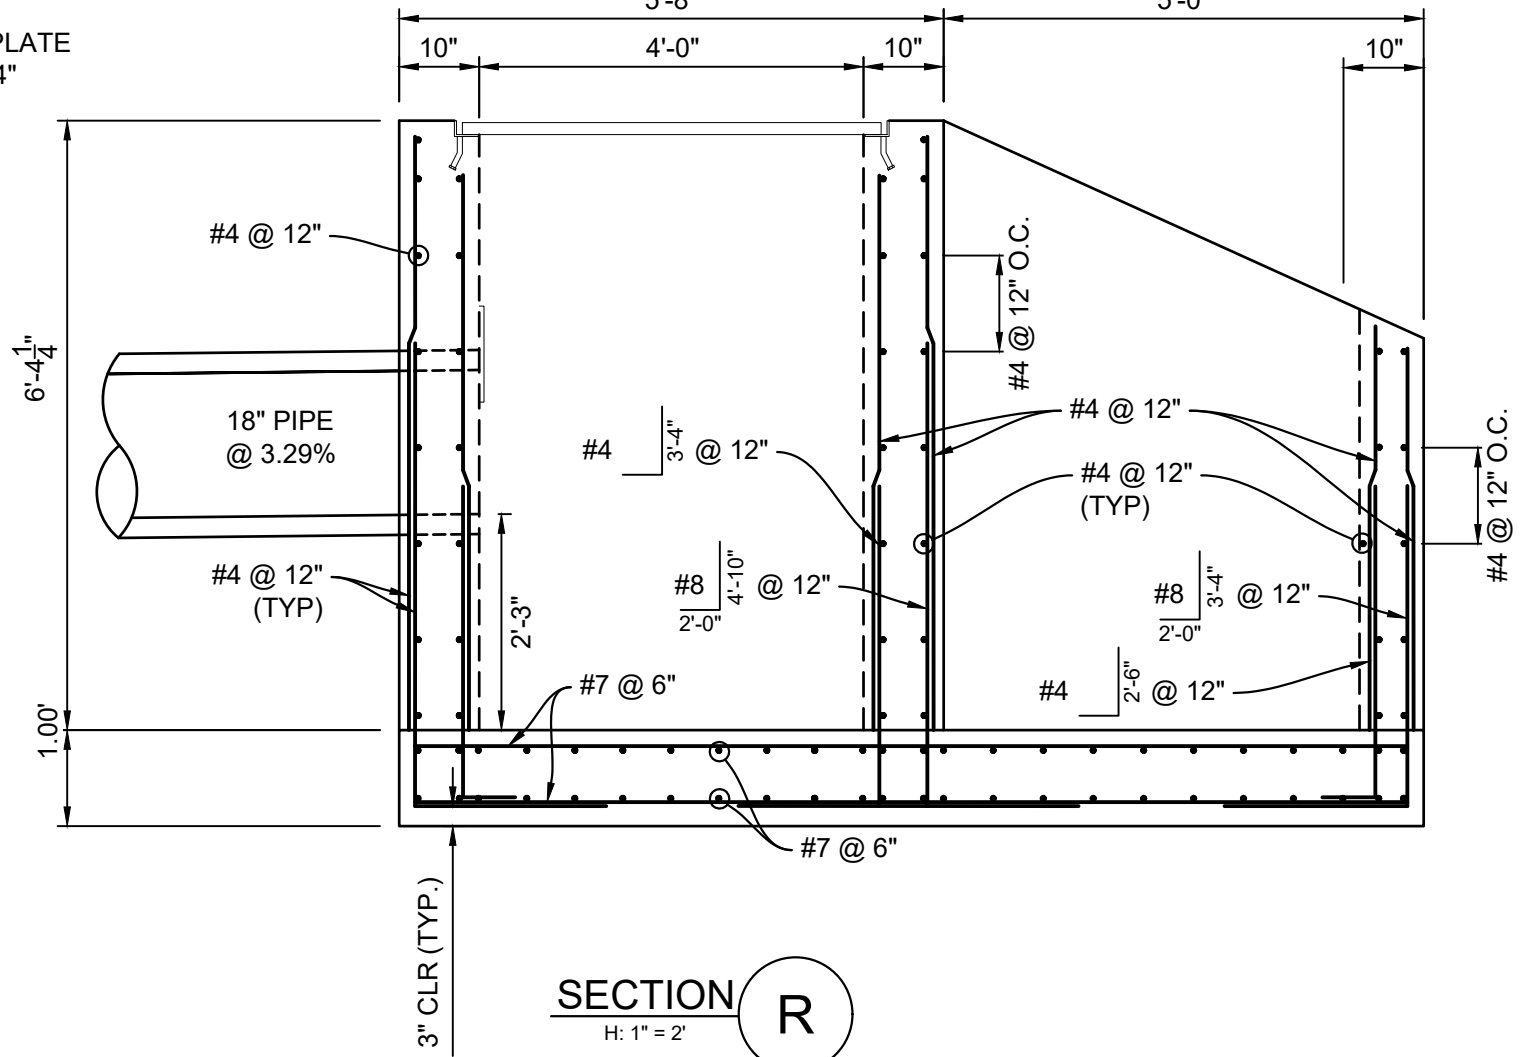 5'-8"
5'-0"
PLATE
4"
10"
4'-0"
10"
10"
#4 @ 12"
#4 @ 12" O.C.
6'-4 1/4"
18" PIPE
@ 3.29%
#4 3'-4" @ 12"
#4 @ 12"
#4 @ 12"
(TYP)
#4 @ 12" O.C.
#4 @ 12"
(TYP)
#8 4'-10" @ 12"
2'-0"
#8 3'-4" @ 12"
2'-0"
2'-3"
#7 @ 6"
#4 2'-6" @ 12"
1.00'
#7 @ 6"
3" CLR (TYP.)
SECTION
R
H: 1" = 2'